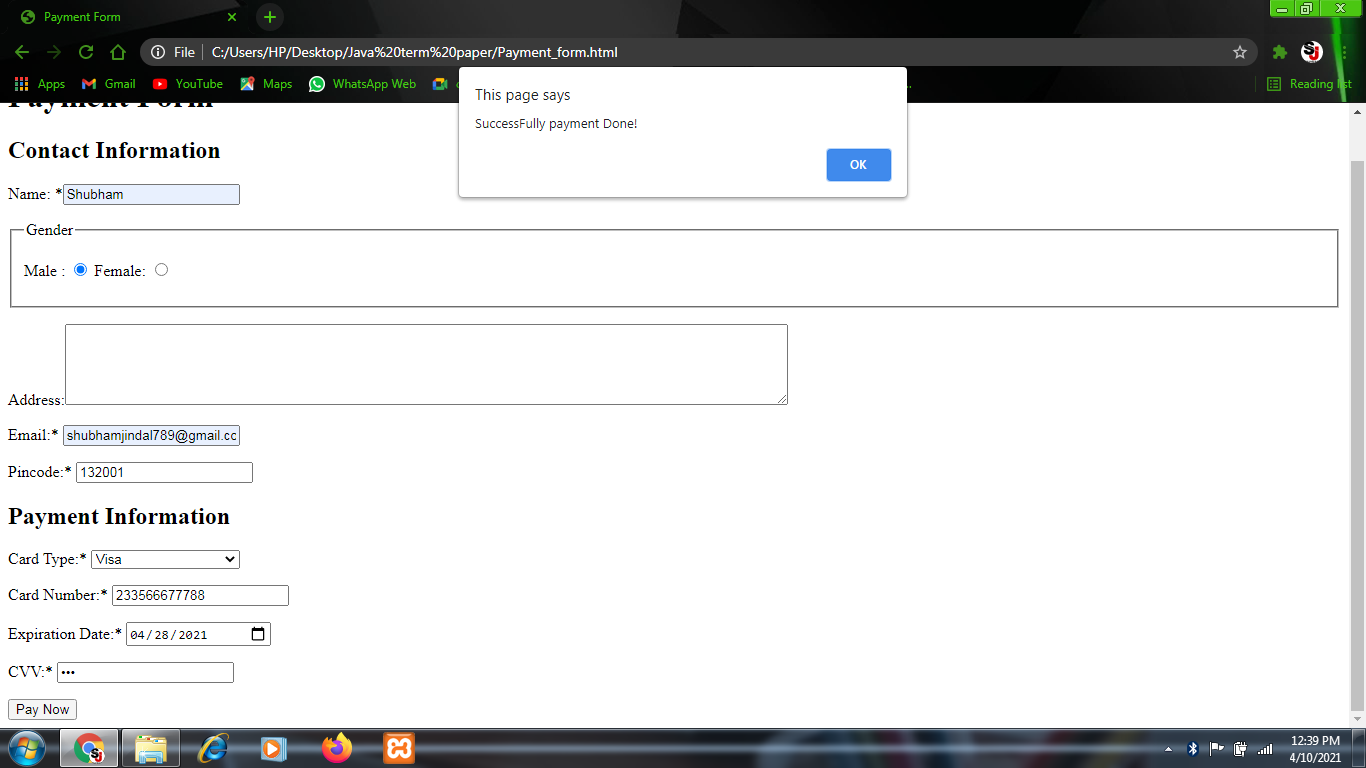 Payment Form
File C:/Users/HP/Desktop/Java%20term%20paper/Payment_form.html
Apps Gmail YouTube Maps WhatsApp Web Reading list
This page says
SuccessFully payment Done!
OK
Payment Form
Contact Information
Name: *Shubham
Gender
Male : Female:
Address:
Email:* shubhamjindal789@gmail.cc
Pincode:* 132001
Payment Information
Card Type:* Visa
Card Number:* 233566677788
Expiration Date:* 04/28/2021
CVV:* •••
Pay Now
12:39 PM
4/10/2021